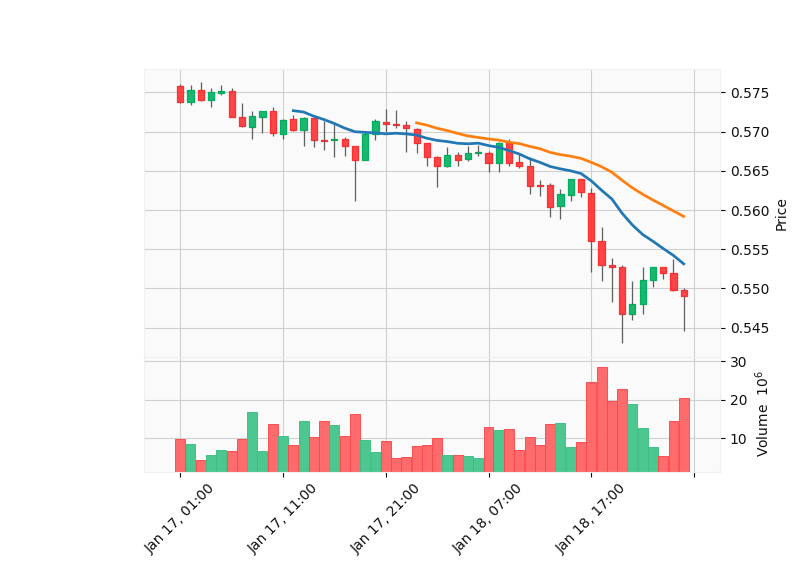 0.575
0.570
0.565
0.560
0.555
0.550
0.545
Price
30
20
10
Volume 10⁶
Jan 17, 01:00
Jan 17, 11:00
Jan 17, 21:00
Jan 18, 07:00
Jan 18, 17:00